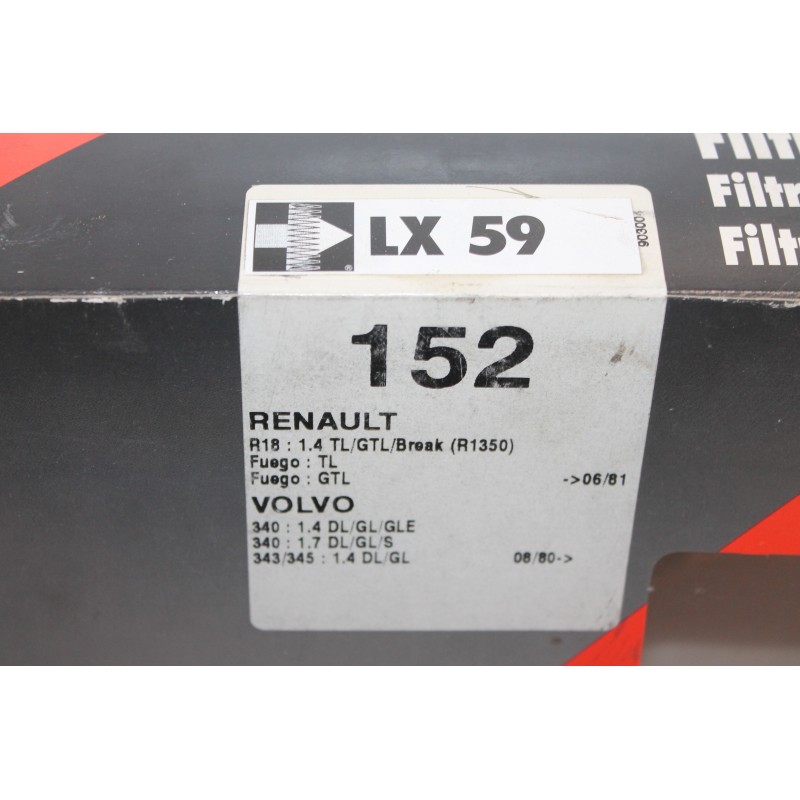 Filtr
Filt
LX 59
903004
®
152
RENAULT
R18 : 1.4 TL/GTL/Break (R1350)
Fuego : TL
Fuego : GTL ->06/81
VOLVO
340 : 1.4 DL/GL/GLE
340 : 1.7 DL/GL/S
343/345 : 1.4 DL/GL 08/80->